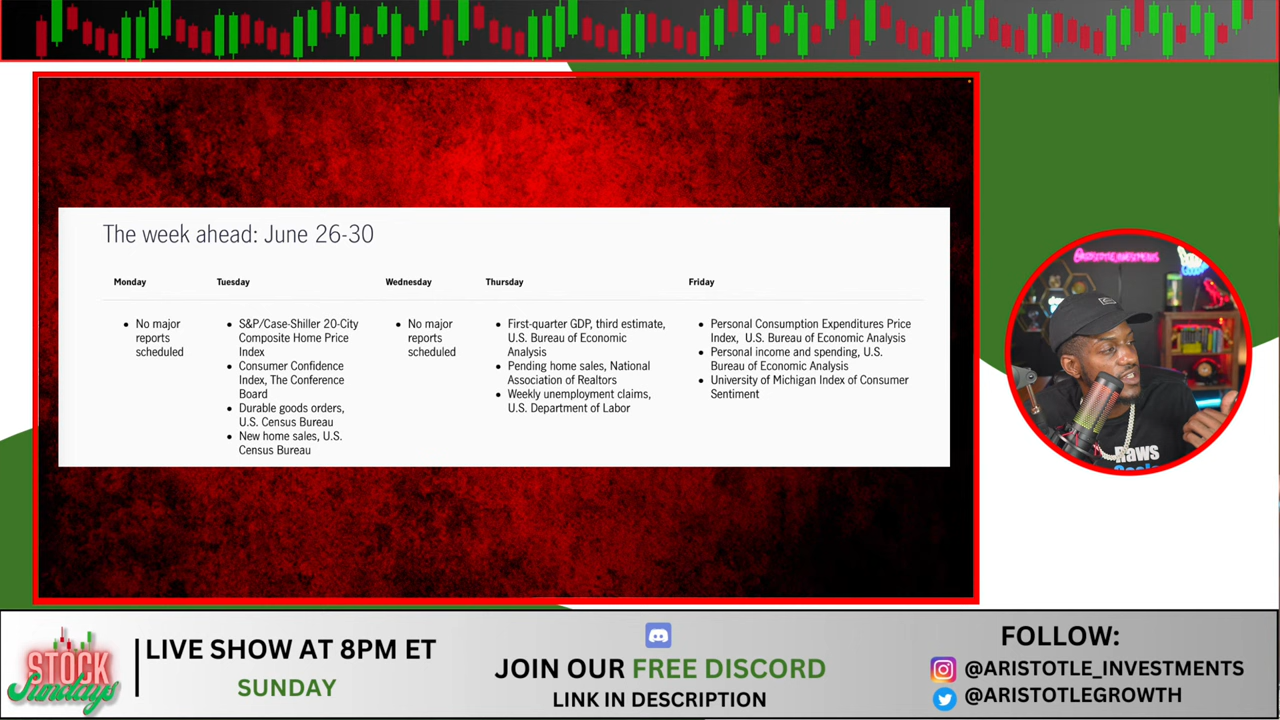 The week ahead: June 26-30
Monday
Tuesday
Wednesday
Thursday
Friday
• No major
reports
scheduled
• S&P/Case-Shiller 20-City
Composite Home Price
Index
• Consumer Confidence
Index, The Conference
Board
• Durable goods orders,
U.S. Census Bureau
• New home sales, U.S.
Census Bureau
• No major
reports
scheduled
• First-quarter GDP, third estimate,
U.S. Bureau of Economic
Analysis
• Pending home sales, National
Association of Realtors
• Weekly unemployment claims,
U.S. Department of Labor
• Personal Consumption Expenditures Price
Index, U.S. Bureau of Economic Analysis
• Personal income and spending, U.S.
Bureau of Economic Analysis
• University of Michigan Index of Consumer
Sentiment
STOCK
Sundays
LIVE SHOW AT 8PM ET
SUNDAY
JOIN OUR FREE DISCORD
LINK IN DESCRIPTION
FOLLOW:
@ARISTOTLE_INVESTMENTS
@ARISTOTLEGROWTH